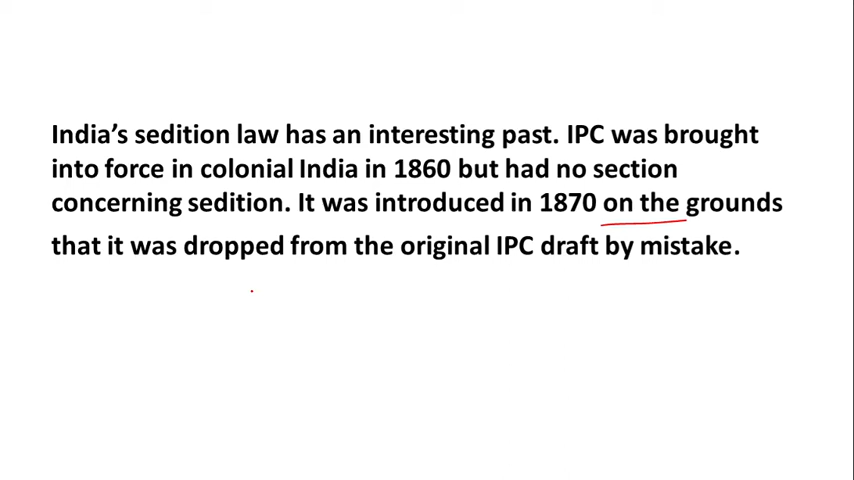 India’s sedition law has an interesting past. IPC was brought
into force in colonial India in 1860 but had no section
concerning sedition. It was introduced in 1870 on the grounds
that it was dropped from the original IPC draft by mistake.